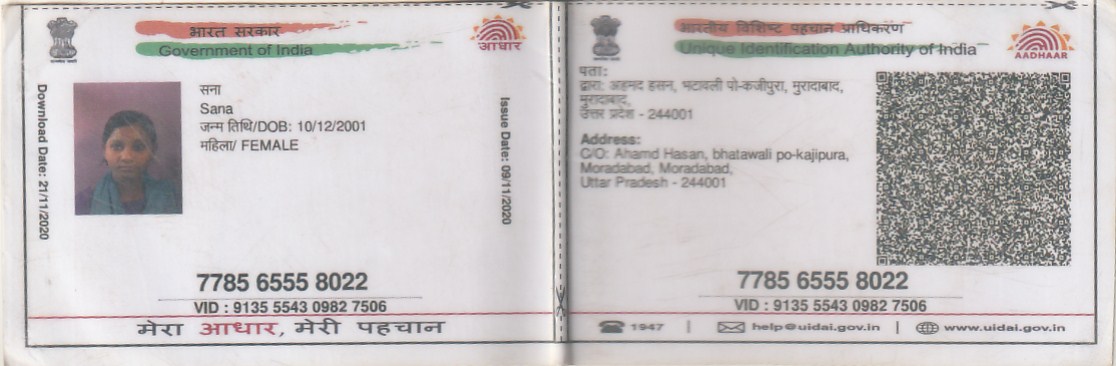 भारत सरकार
Government of India
आधार
Download Date: 21/11/2020
सना
Sana
जन्म तिथि/DOB: 10/12/2001
महिला/ FEMALE
Issue Date: 09/11/2020
7785 6555 8022
VID : 9135 5543 0982 7506
मेरा आधार, मेरी पहचान
भारतीय विशिष्ट पहचान प्राधिकरण
Unique Identification Authority of India
AADHAAR
पता:
द्वारा: अहमद हसन, भटावली पो-कजीपुरा, मुरादाबाद,
मुरादाबाद,
उत्तर प्रदेश - 244001
Address:
C/O: Ahamd Hasan, bhatawali po-kajipura,
Moradabad, Moradabad,
Uttar Pradesh - 244001
7785 6555 8022
VID : 9135 5543 0982 7506
1947 | help@uidai.gov.in | www.uidai.gov.in